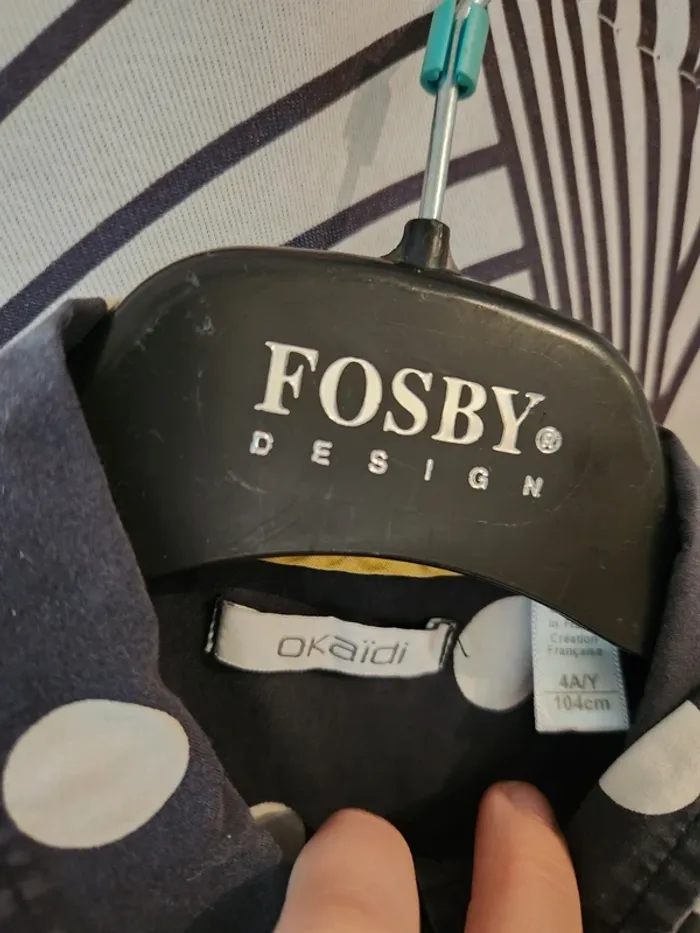 FOSBY®
DESIGN
oKaïdi
Création
Française
4A/Y
104cm